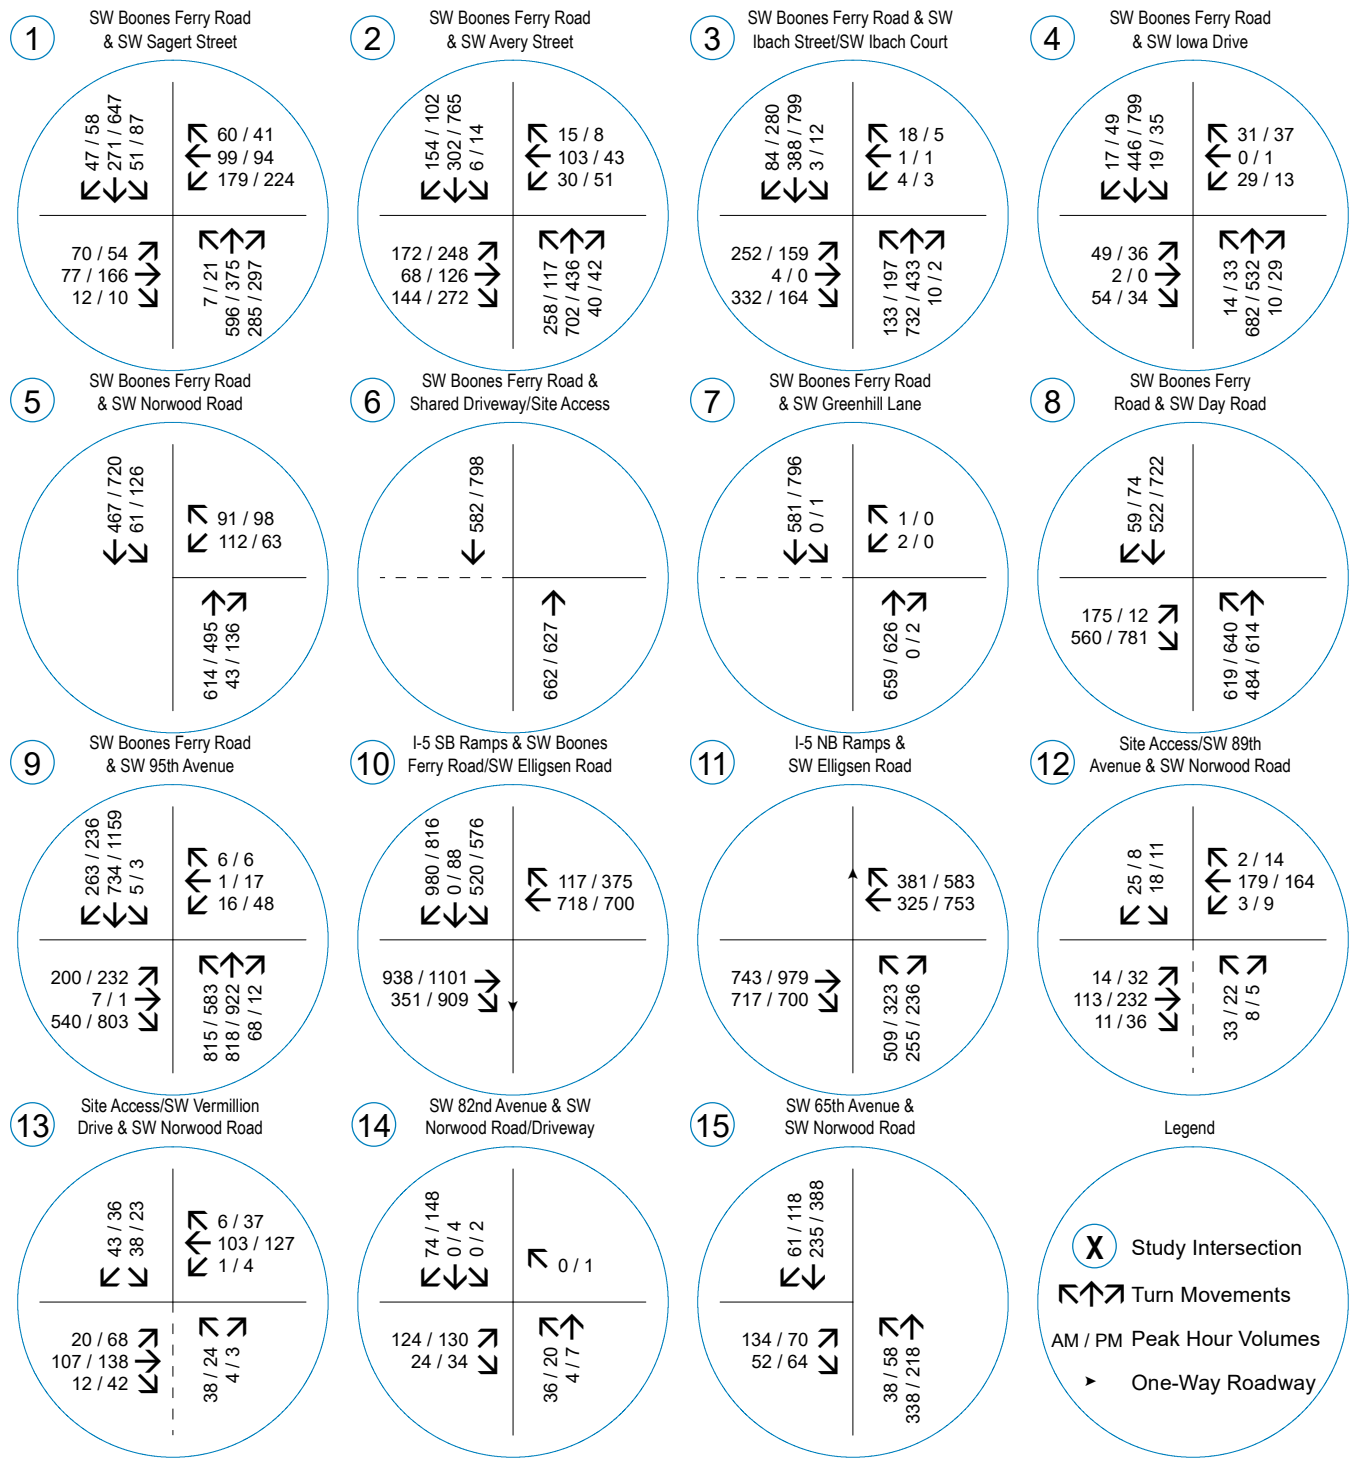 1
SW Boones Ferry Road
& SW Sagert Street
47 / 58
271 / 647
51 / 87
60 / 41
99 / 94
179 / 224
70 / 54
77 / 166
12 / 10
7 / 21
596 / 375
285 / 297
2
SW Boones Ferry Road
& SW Avery Street
154 / 102
302 / 765
6 / 14
15 / 8
103 / 43
30 / 51
172 / 248
68 / 126
144 / 272
258 / 117
702 / 436
40 / 42
3
SW Boones Ferry Road & SW
Ibach Street/SW Ibach Court
84 / 280
388 / 799
3 / 12
18 / 5
1 / 1
4 / 3
252 / 159
4 / 0
332 / 164
133 / 197
732 / 433
10 / 2
4
SW Boones Ferry Road
& SW Iowa Drive
17 / 49
446 / 799
19 / 35
31 / 37
0 / 1
29 / 13
49 / 36
2 / 0
54 / 34
14 / 33
682 / 532
10 / 29
5
SW Boones Ferry Road
& SW Norwood Road
467 / 720
61 / 126
91 / 98
112 / 63
614 / 495
43 / 136
6
SW Boones Ferry Road &
Shared Driveway/Site Access
582 / 798
662 / 627
7
SW Boones Ferry Road
& SW Greenhill Lane
581 / 796
0 / 1
1 / 0
2 / 0
659 / 626
0 / 2
8
SW Boones Ferry
Road & SW Day Road
59 / 74
522 / 722
175 / 12
560 / 781
619 / 640
484 / 614
9
SW Boones Ferry Road
& SW 95th Avenue
263 / 236
734 / 1159
5 / 3
6 / 6
1 / 17
16 / 48
200 / 232
7 / 1
540 / 803
815 / 583
818 / 922
68 / 12
10
I-5 SB Ramps & SW Boones
Ferry Road/SW Elligsen Road
980 / 816
0 / 88
520 / 576
117 / 375
718 / 700
938 / 1101
351 / 909
11
I-5 NB Ramps &
SW Elligsen Road
381 / 583
325 / 753
743 / 979
717 / 700
509 / 323
255 / 236
12
Site Access/SW 89th
Avenue & SW Norwood Road
25 / 8
18 / 11
2 / 14
179 / 164
3 / 9
14 / 32
113 / 232
11 / 36
33 / 22
8 / 5
13
Site Access/SW Vermillion
Drive & SW Norwood Road
43 / 36
38 / 23
6 / 37
103 / 127
1 / 4
20 / 68
107 / 138
12 / 42
38 / 24
4 / 3
14
SW 82nd Avenue & SW
Norwood Road/Driveway
74 / 148
0 / 4
0 / 2
0 / 1
124 / 130
24 / 34
36 / 20
4 / 7
15
SW 65th Avenue &
SW Norwood Road
61 / 118
235 / 388
134 / 70
52 / 64
38 / 58
338 / 218
Legend
X Study Intersection
Turn Movements
AM / PM Peak Hour Volumes
One-Way Roadway